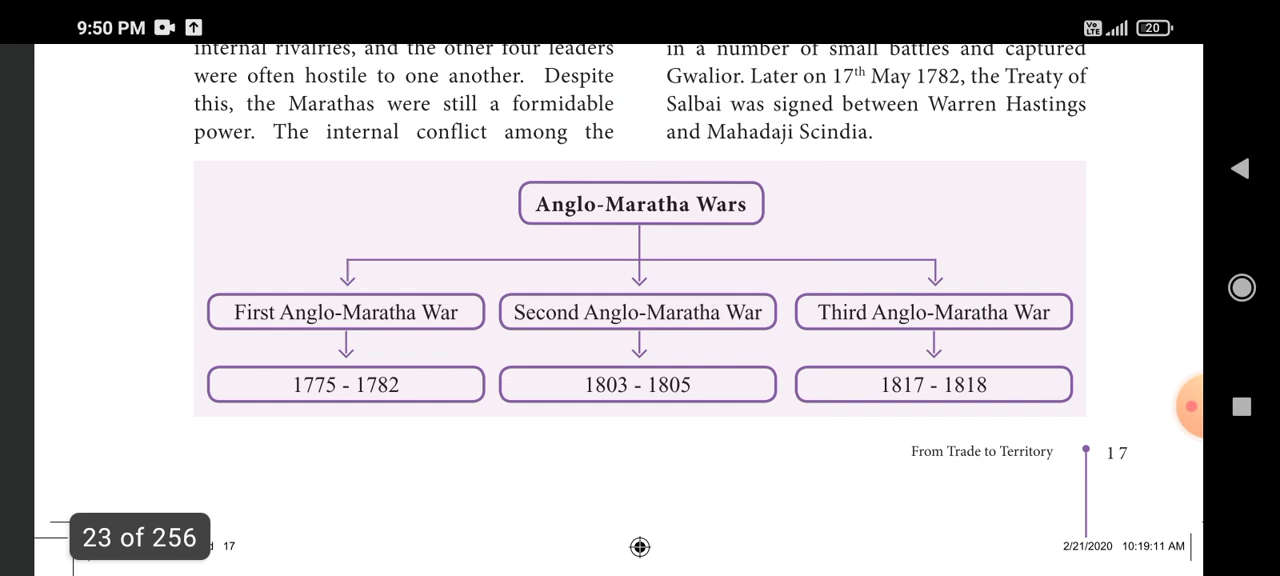 9:50 PM
Vo LTE 20
internal rivalries, and the other four leaders
were often hostile to one another. Despite
this, the Marathas were still a formidable
power. The internal conflict among the
in a number of small battles and captured
Gwalior. Later on 17th May 1782, the Treaty of
Salbai was signed between Warren Hastings
and Mahadaji Scindia.
Anglo-Maratha Wars
First Anglo-Maratha War
Second Anglo-Maratha War
Third Anglo-Maratha War
1775 - 1782
1803 - 1805
1817 - 1818
From Trade to Territory
17
23 of 256
17
2/21/2020 10:19:11 AM